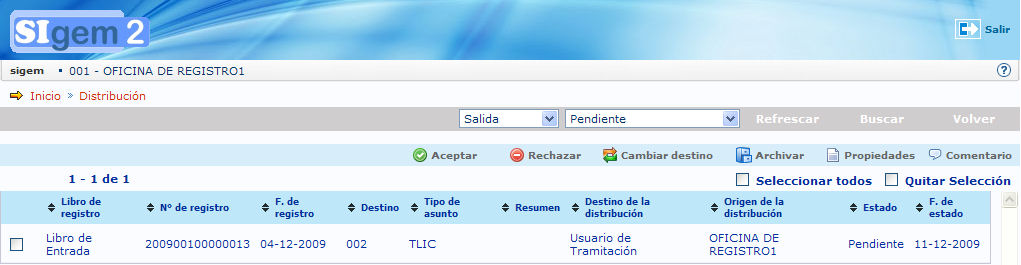 SIgem 2
Salir
sigem 001 - OFICINA DE REGISTRO1
Inicio » Distribución
Salida Pendiente Refrescar Buscar Volver
Aceptar Rechazar Cambiar destino Archivar Propiedades Comentario
1 - 1 de 1 Seleccionar todos Quitar Selección
Libro de registro Nº de registro F. de registro Destino Tipo de asunto Resumen Destino de la distribución Origen de la distribución Estado F. de estado
Libro de Entrada 200900100000013 04-12-2009 002 TLIC Usuario de Tramitación OFICINA DE REGISTRO1 Pendiente 11-12-2009